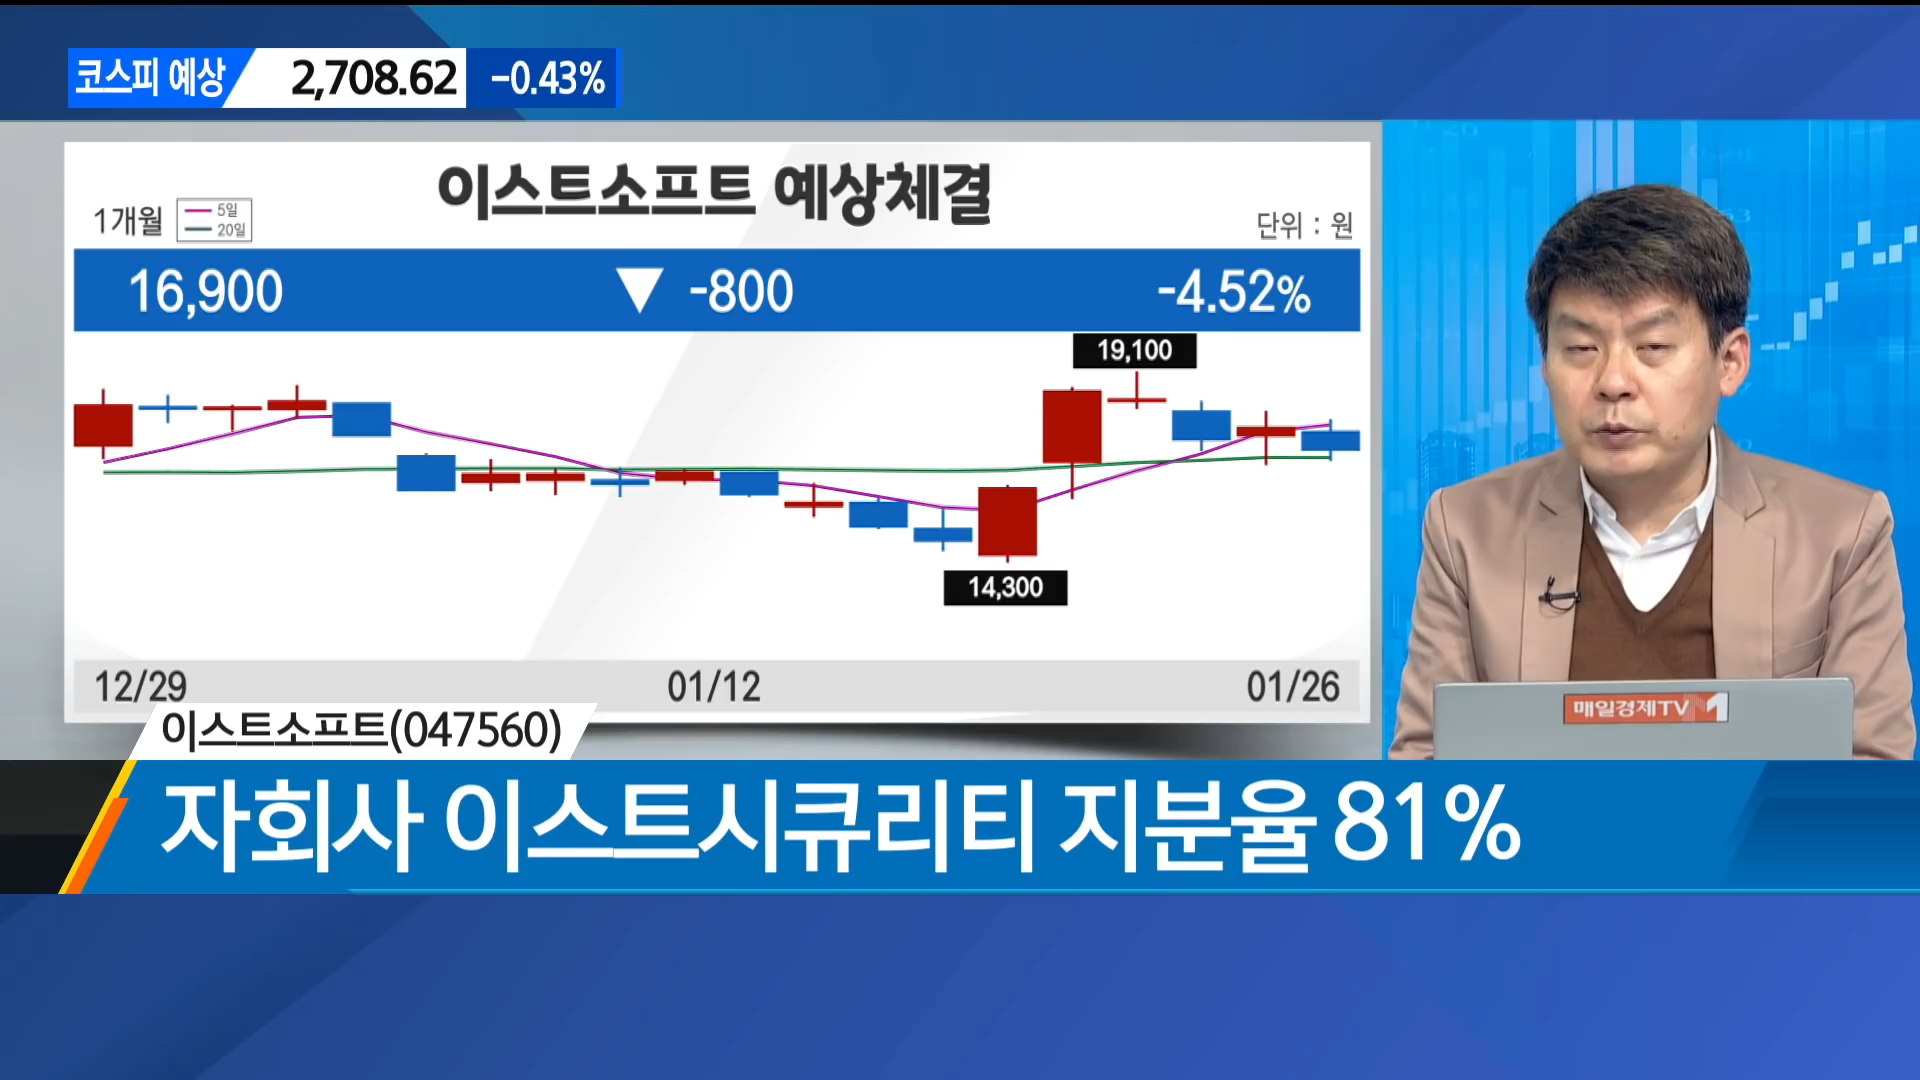 코스피 예상 2,708.62 -0.43%
이스트소프트 예상체결
1개월 5일
20일
단위 : 원
16,900 ▼ -800 -4.52%
19,100
14,300
12/29 01/12 01/26
매일경제TV 1
이스트소프트(047560)
자회사 이스트시큐리티 지분율 81%